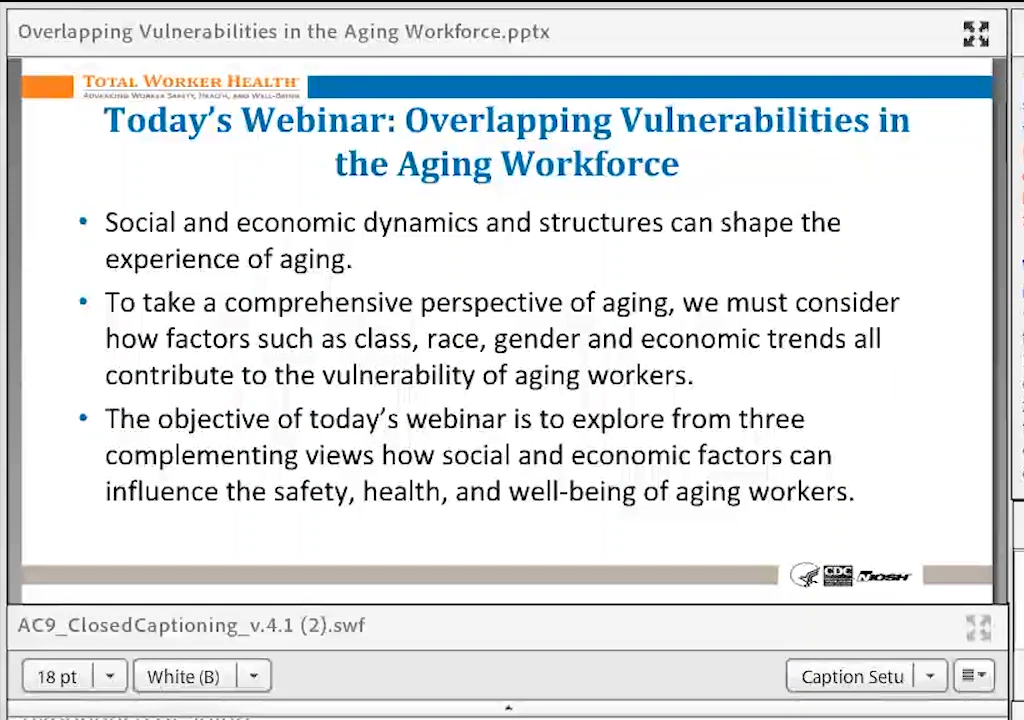 Overlapping Vulnerabilities in the Aging Workforce.pptx
TOTAL WORKER HEALTH
ADVANCING WORKER SAFETY, HEALTH, AND WELL-BEING
Today's Webinar: Overlapping Vulnerabilities in
the Aging Workforce
• Social and economic dynamics and structures can shape the
experience of aging.
• To take a comprehensive perspective of aging, we must consider
how factors such as class, race, gender and economic trends all
contribute to the vulnerability of aging workers.
• The objective of today's webinar is to explore from three
complementing views how social and economic factors can
influence the safety, health, and well-being of aging workers.
CDC NIOSH
AC9_ClosedCaptioning_v.4.1 (2).swf
18 pt White (B) Caption Setu